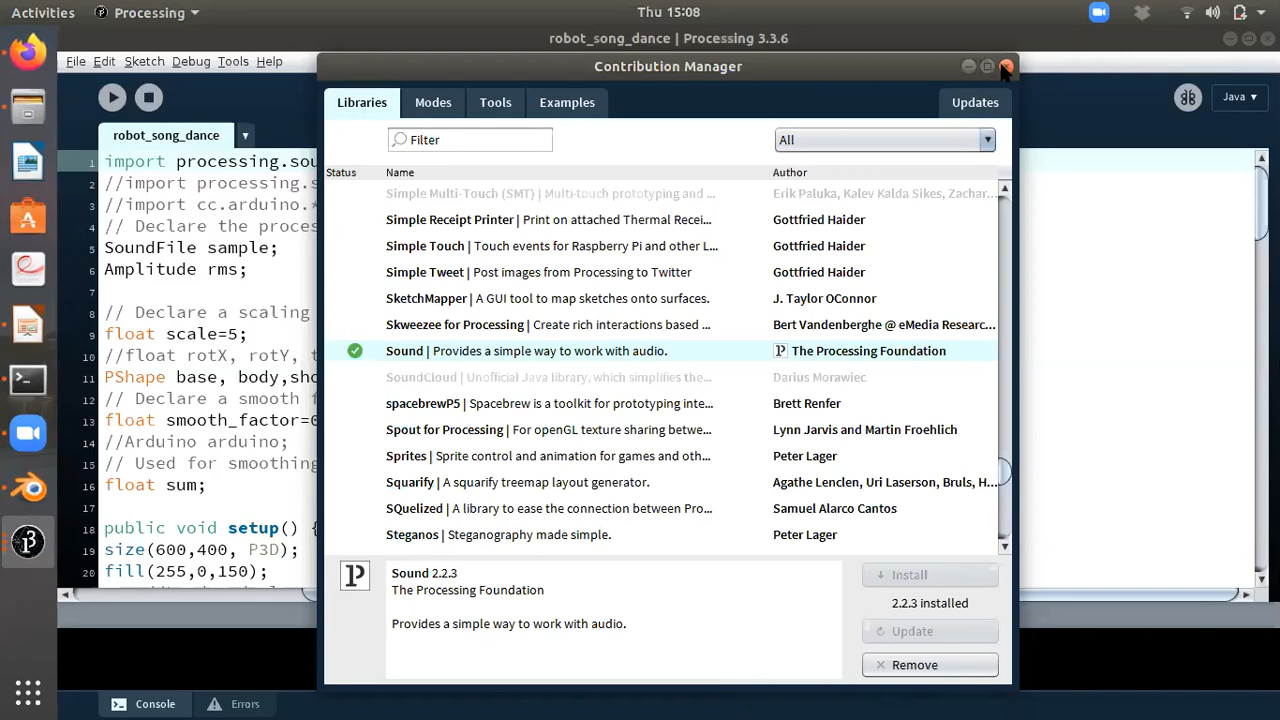 Activities Processing Thu 15:08
robot_song_dance | Processing 3.3.6
File Edit Sketch Debug Tools Help
Contribution Manager
Libraries Modes Tools Examples Updates
Java
robot_song_dance
Filter All
Status Name Author
Simple Multi-Touch (SMT) | Multi-touch prototyping and ... Erik Paluka, Kalev Kalda Sikes, Zachar...
Simple Receipt Printer | Print on attached Thermal Recei... Gottfried Haider
Simple Touch | Touch events for Raspberry Pi and other L... Gottfried Haider
Simple Tweet | Post images from Processing to Twitter Gottfried Haider
SketchMapper | A GUI tool to map sketches onto surfaces. J. Taylor OConnor
Skweezee for Processing | Create rich interactions based ... Bert Vandenberghe @ eMedia Researc...
Sound | Provides a simple way to work with audio. The Processing Foundation
SoundCloud | Unofficial Java library, which simplifies the... Darius Morawiec
spacebrewP5 | Spacebrew is a toolkit for prototyping inte... Brett Renfer
Spout for Processing | For openGL texture sharing betwe... Lynn Jarvis and Martin Froehlich
Sprites | Sprite control and animation for games and oth... Peter Lager
Squarify | A squarify treemap layout generator. Agathe Lenclen, Uri Laserson, Bruls, H...
SQuelized | A library to ease the connection between Pro... Samuel Alarco Cantos
Steganos | Steganography made simple. Peter Lager
Sound 2.2.3
The Processing Foundation
Provides a simple way to work with audio.
Install
2.2.3 installed
Update
Remove
1 import processing.sou
2 //import processing.s
3 //import cc.arduino.*
4 // Declare the proces
5 SoundFile sample;
6 Amplitude rms;
7
8 // Declare a scaling
9 float scale=5;
10 //float rotX, rotY, t
11 PShape base, body,sho
12 // Declare a smooth f
13 float smooth_factor=0
14 //Arduino arduino;
15 // Used for smoothing
16 float sum;
17
18 public void setup() {
19 size(600,400, P3D);
20 fill(255,0,150);
Console Errors